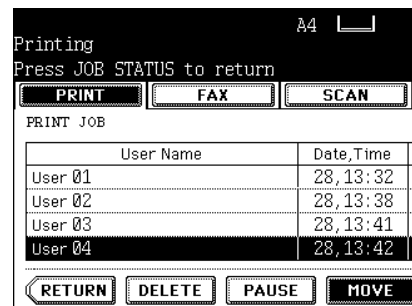 A4
Printing
Press JOB STATUS to return
PRINT FAX SCAN
PRINT JOB
User Name Date,Time
User 01 28,13:32
User 02 28,13:38
User 03 28,13:41
User 04 28,13:42
RETURN DELETE PAUSE MOVE